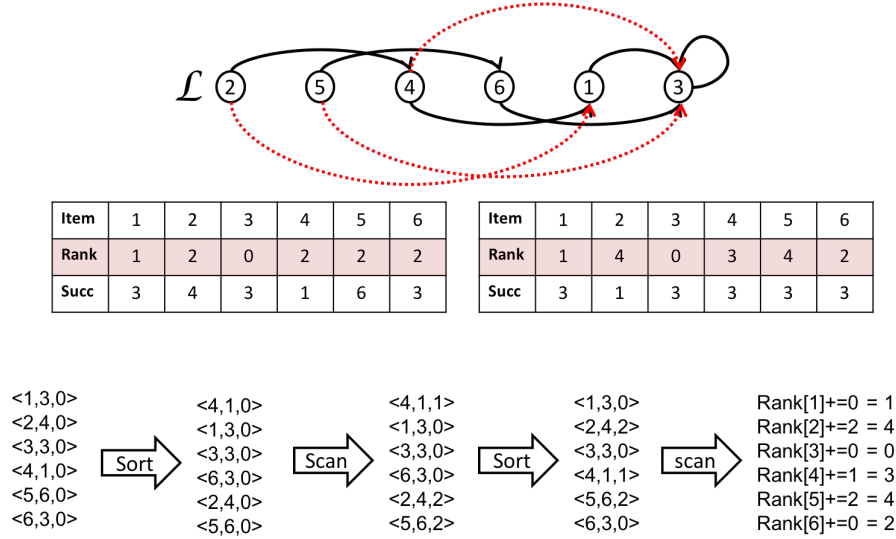 ℒ 2 5 4 6 1 3
Item 1 2 3 4 5 6
Rank 1 2 0 2 2 2
Succ 3 4 3 1 6 3
Item 1 2 3 4 5 6
Rank 1 4 0 3 4 2
Succ 3 1 3 3 3 3
<1,3,0>
<2,4,0>
<3,3,0>
<4,1,0>
<5,6,0>
<6,3,0>
Sort
<4,1,0>
<1,3,0>
<3,3,0>
<6,3,0>
<2,4,0>
<5,6,0>
Scan
<4,1,1>
<1,3,0>
<3,3,0>
<6,3,0>
<2,4,2>
<5,6,2>
Sort
<1,3,0>
<2,4,2>
<3,3,0>
<4,1,1>
<5,6,2>
<6,3,0>
scan
Rank[1]+=0 = 1
Rank[2]+=2 = 4
Rank[3]+=0 = 0
Rank[4]+=1 = 3
Rank[5]+=2 = 4
Rank[6]+=0 = 2